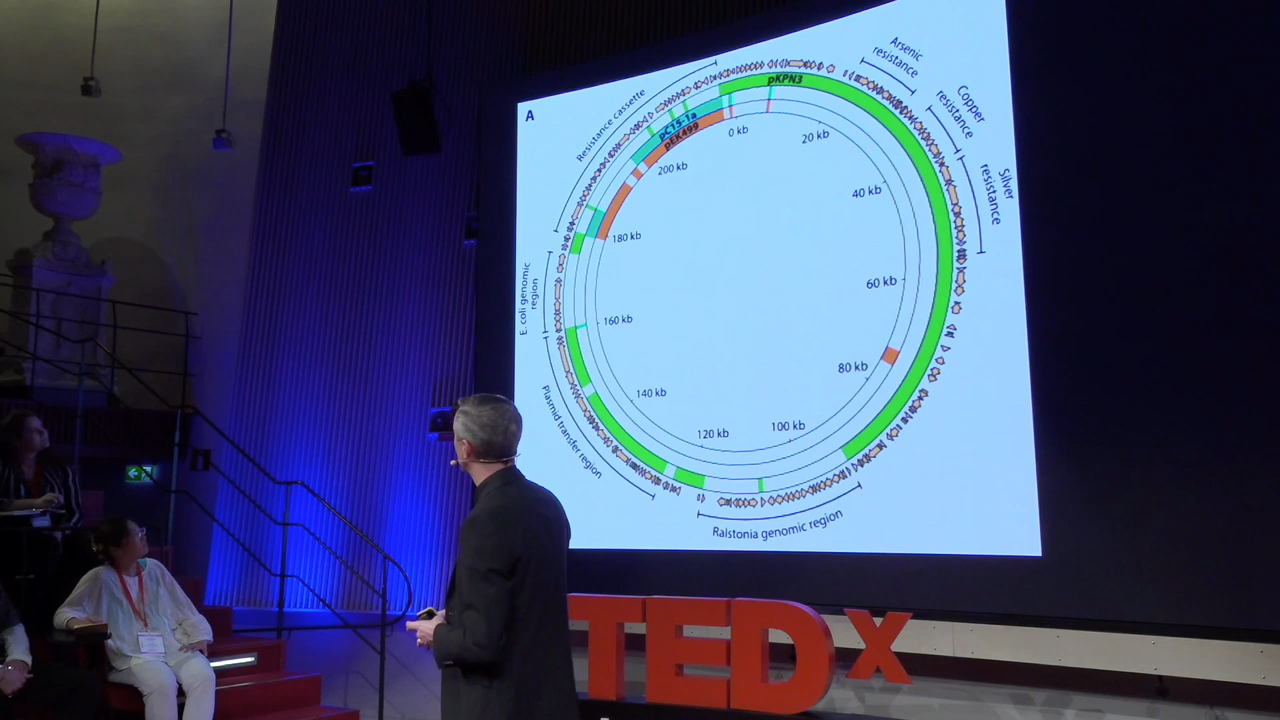 A
pKPN3
pC15-1a
pEK499
Resistance cassette
Arsenic
resistance
Copper
resistance
Silver
resistance
0 kb
20 kb
40 kb
60 kb
80 kb
100 kb
120 kb
140 kb
160 kb
180 kb
200 kb
E. coli genomic
region
Plasmid transfer region
Ralstonia genomic region
TEDx